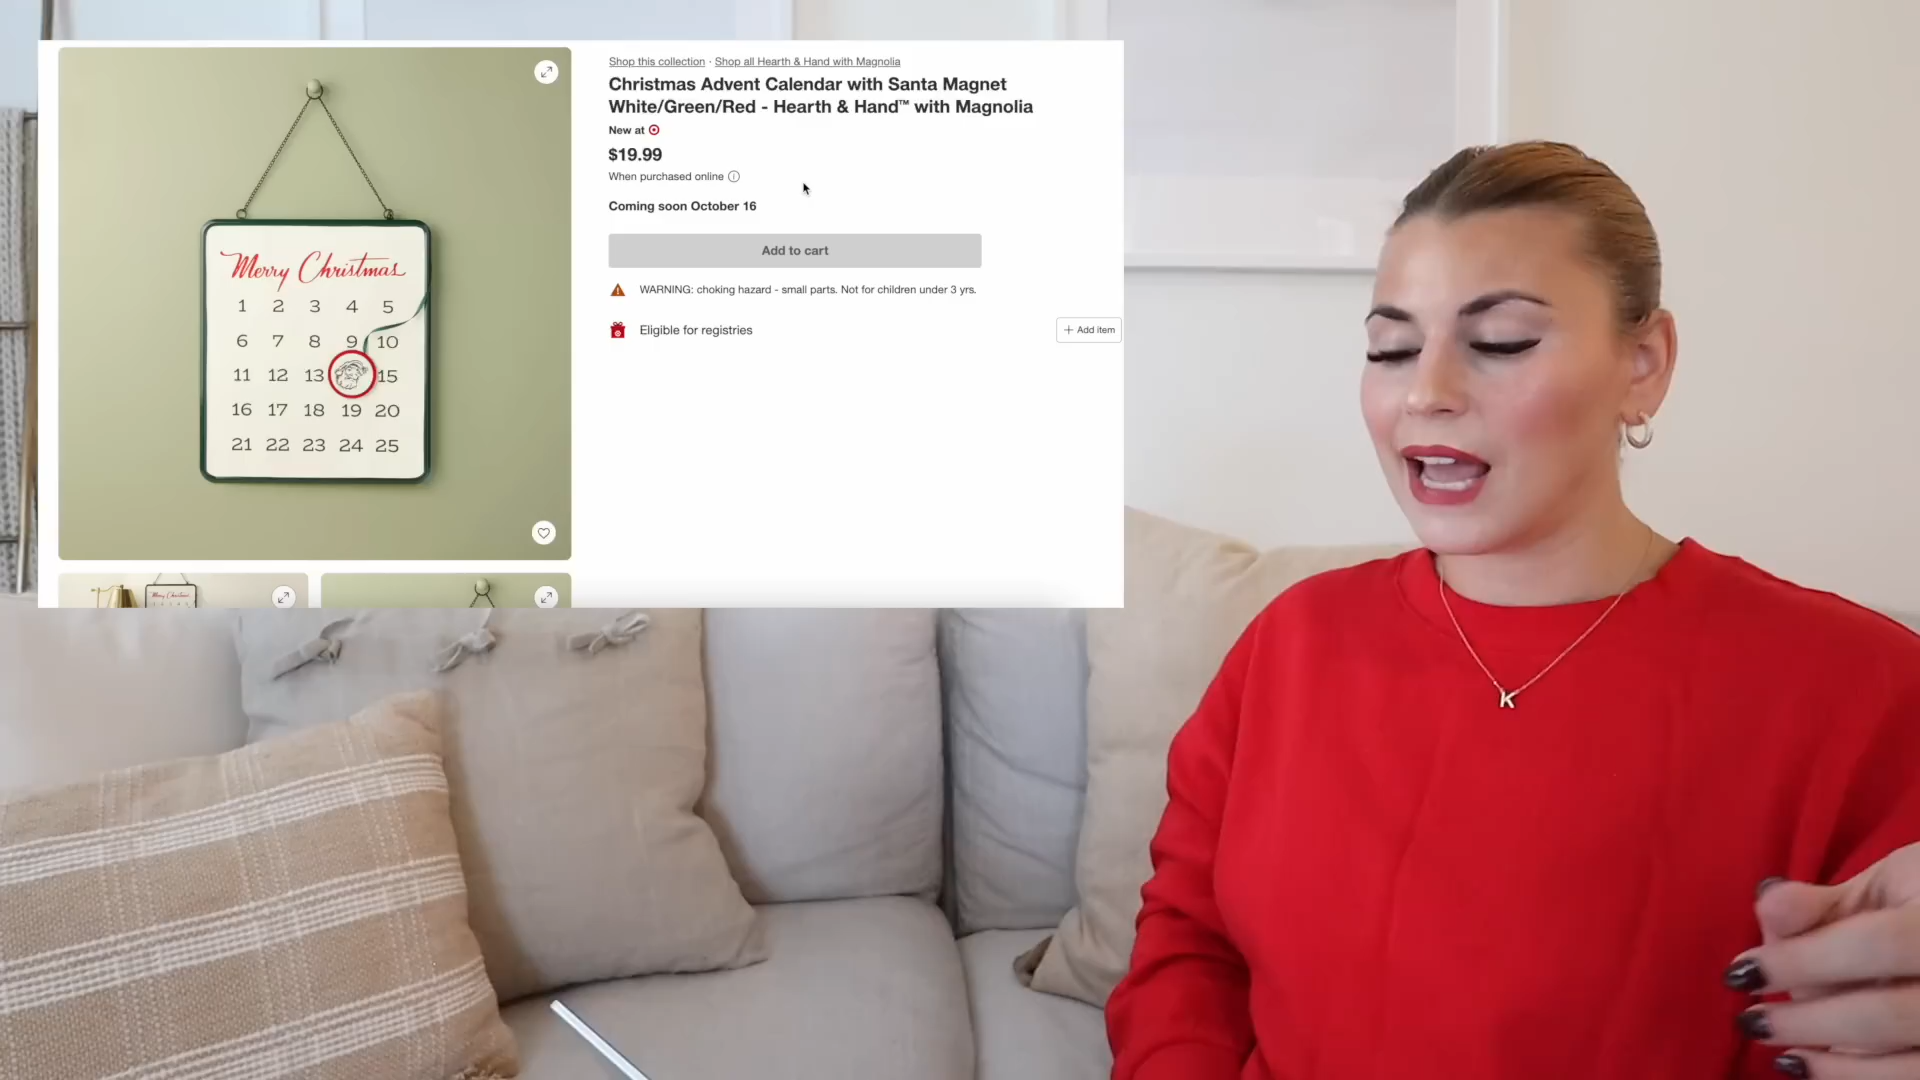 Shop this collection · Shop all Hearth & Hand with Magnolia
Christmas Advent Calendar with Santa Magnet
White/Green/Red - Hearth & Hand™ with Magnolia
New at
$19.99
When purchased online
Coming soon October 16
Add to cart
WARNING: choking hazard - small parts. Not for children under 3 yrs.
Eligible for registries
+ Add item
Merry Christmas
1 2 3 4 5
6 7 8 9 10
11 12 13 15
16 17 18 19 20
21 22 23 24 25
Merry Christmas
K